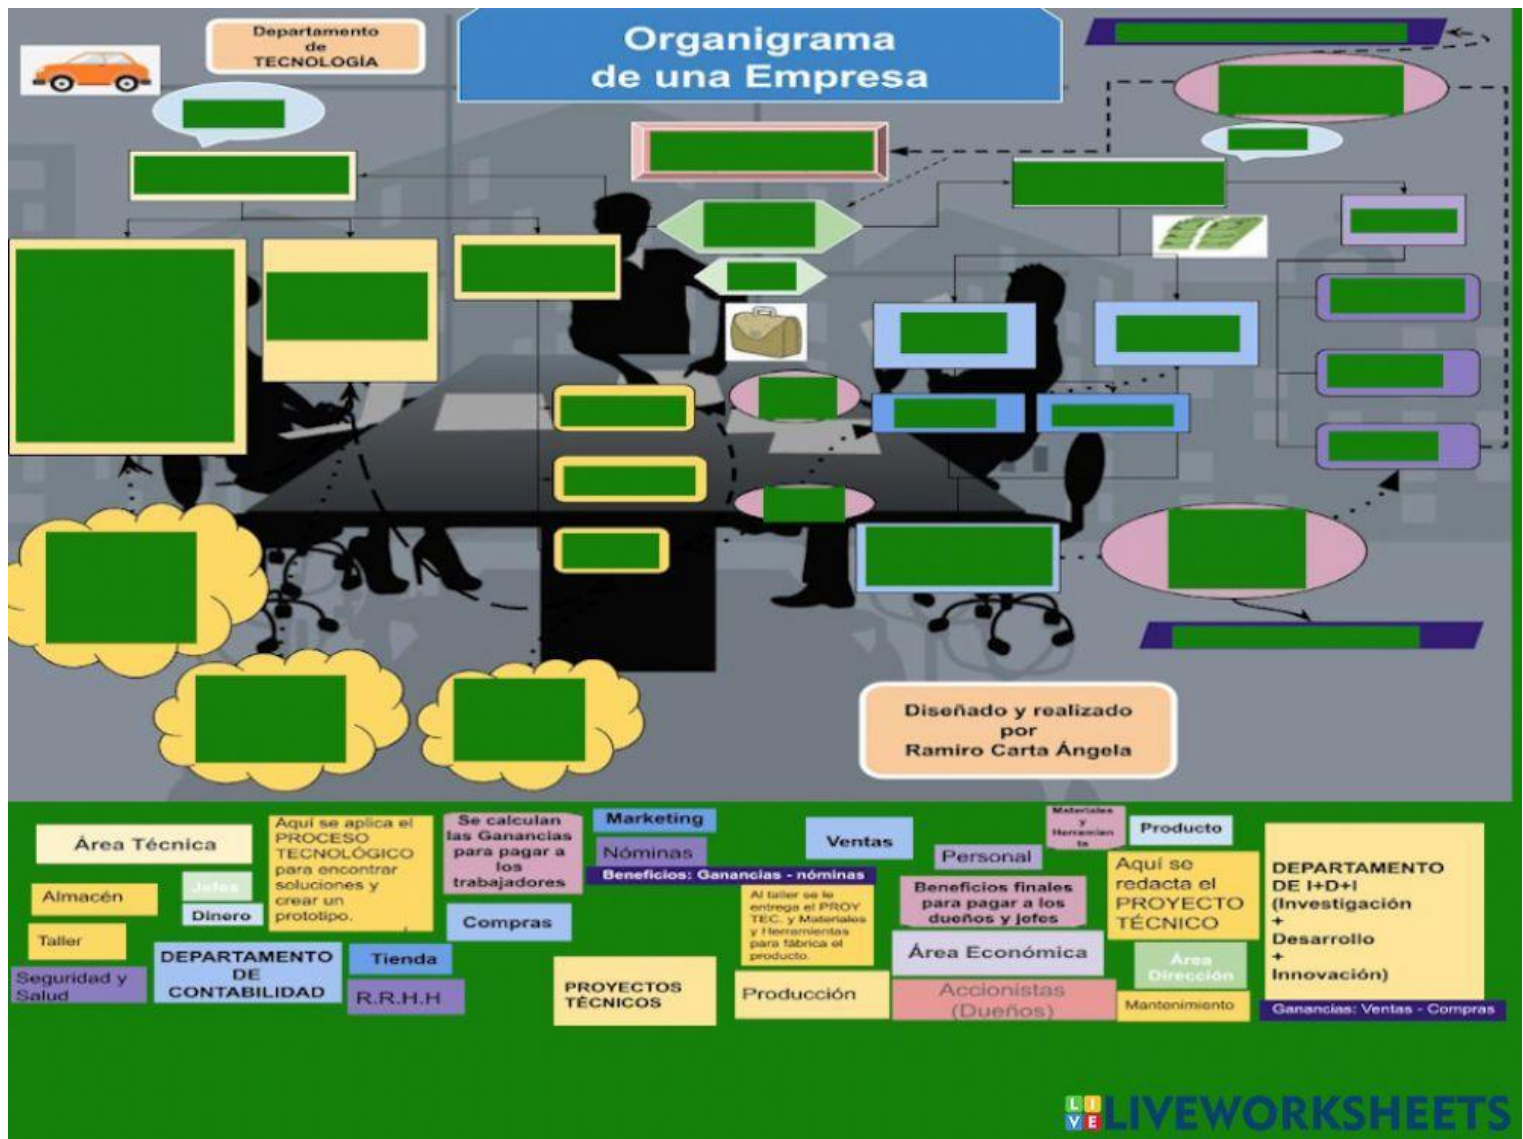 Departamento
de
TECNOLOGÍA
Organigrama
de una Empresa
Diseñado y realizado
por
Ramiro Carta Ángela
Área Técnica
Almacén
Taller
Seguridad y
Salud
Jefes
Dinero
DEPARTAMENTO
DE
CONTABILIDAD
Aquí se aplica el
PROCESO
TECNOLÓGICO
para encontrar
soluciones y
crear un
prototipo.
Tienda
R.R.H.H
Se calculan
las Ganancias
para pagar a
los
trabajadores
Compras
Marketing
Nóminas
Beneficios: Ganancias - nóminas
PROYECTOS
TÉCNICOS
Ventas
Al taller se le
entrega el PROY
TEC. y Materiales
y Herramientas
para fábrica el
producto.
Producción
Personal
Beneficios finales
para pagar a los
dueños y jofes
Área Económica
Accionistas
(Dueños)
Materiales
y
Herramien
ta
Producto
Aquí se
redacta el
PROYECTO
TÉCNICO
Área
Dirección
Mantenimiento
DEPARTAMENTO
DE I+D+I
(Investigación
+
Desarrollo
+
Innovación)
Ganancias: Ventas - Compras
LIVE LIVEWORKSHEETS